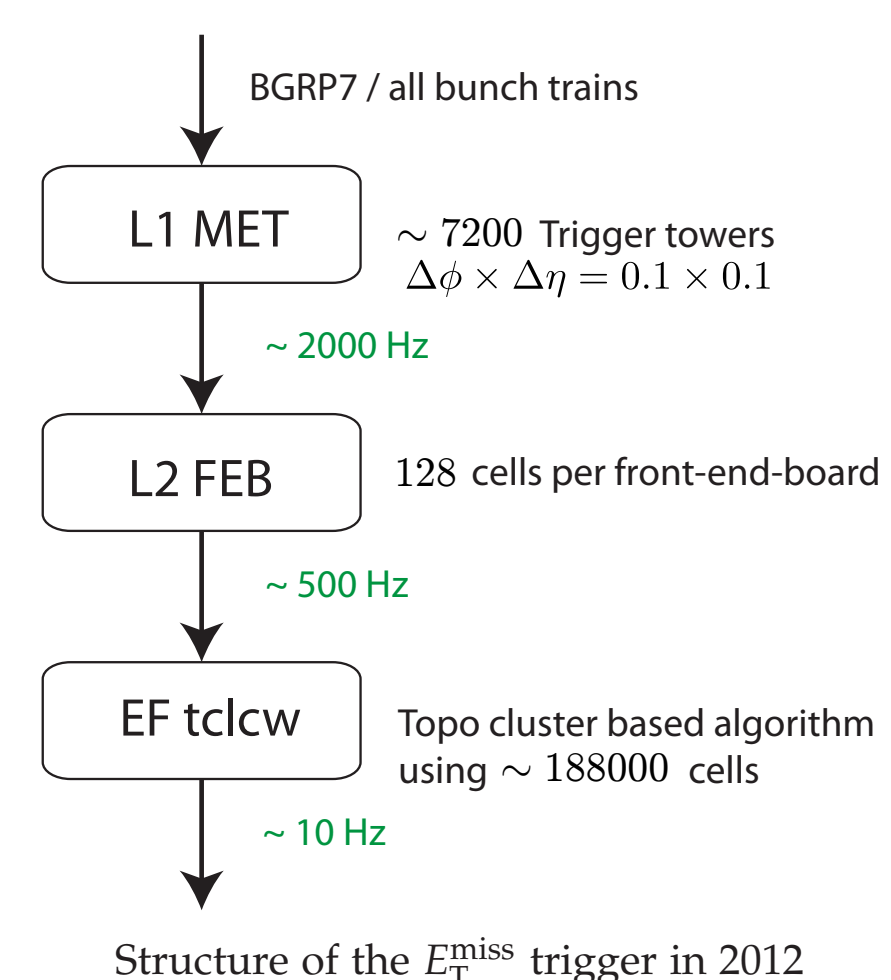 BGRP7 / all bunch trains
L1 MET
∼ 7200 Trigger towers
Δϕ × Δη = 0.1 × 0.1
~ 2000 Hz
L2 FEB
128 cells per front-end-board
~ 500 Hz
EF tclcw
Topo cluster based algorithm
using ∼ 188000 cells
~ 10 Hz
Structure of the E_T^miss trigger in 2012